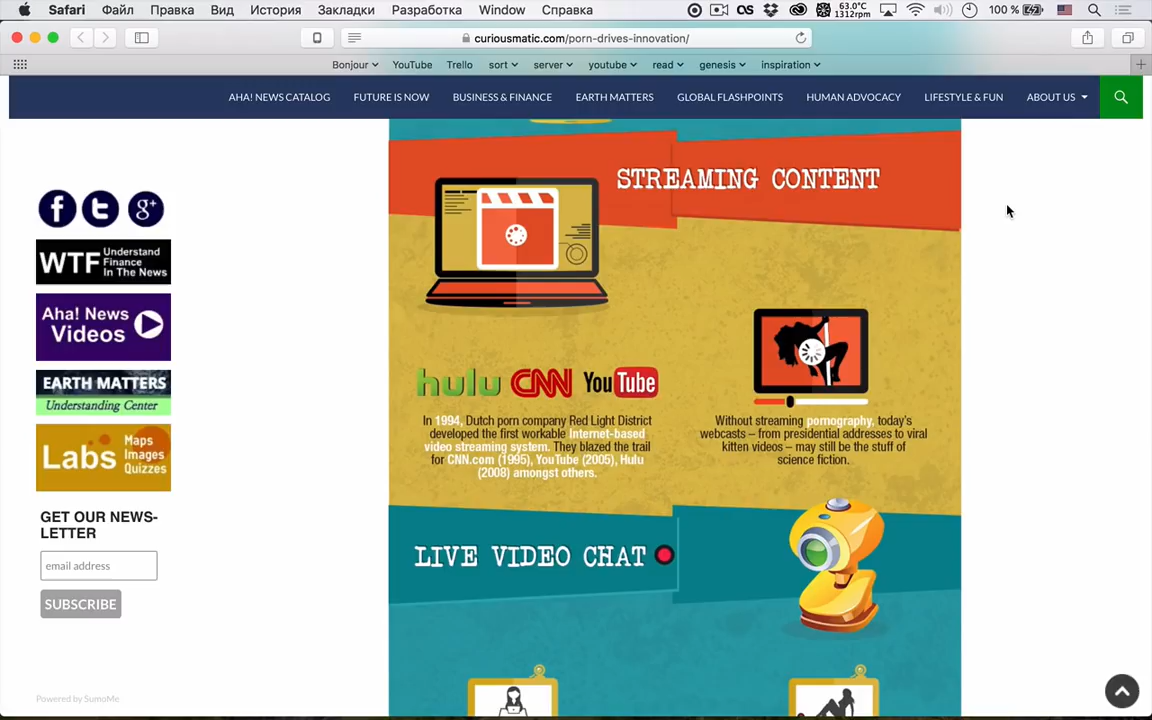 Safari Файл Правка Вид История Закладки Разработка Window Справка 63.0°C 1312rpm 100 %
curiousmatic.com/porn-drives-innovation/
Bonjour YouTube Trello sort server youtube read genesis inspiration
AHA! NEWS CATALOG FUTURE IS NOW BUSINESS & FINANCE EARTH MATTERS GLOBAL FLASHPOINTS HUMAN ADVOCACY LIFESTYLE & FUN ABOUT US
WTF Understand Finance In The News
Aha! News
Videos
EARTH MATTERS
Understanding Center
Labs Maps Images Quizzes
GET OUR NEWS-
LETTER
email address
SUBSCRIBE
Powered by SumoMe
STREAMING CONTENT
hulu CNN YouTube
In 1994, Dutch porn company Red Light District
developed the first workable Internet-based
video streaming system. They blazed the trail
for CNN.com (1995), YouTube (2005), Hulu
(2008) amongst others.
Without streaming pornography, today's
webcasts – from presidential addresses to viral
kitten videos – may still be the stuff of
science fiction.
LIVE VIDEO CHAT